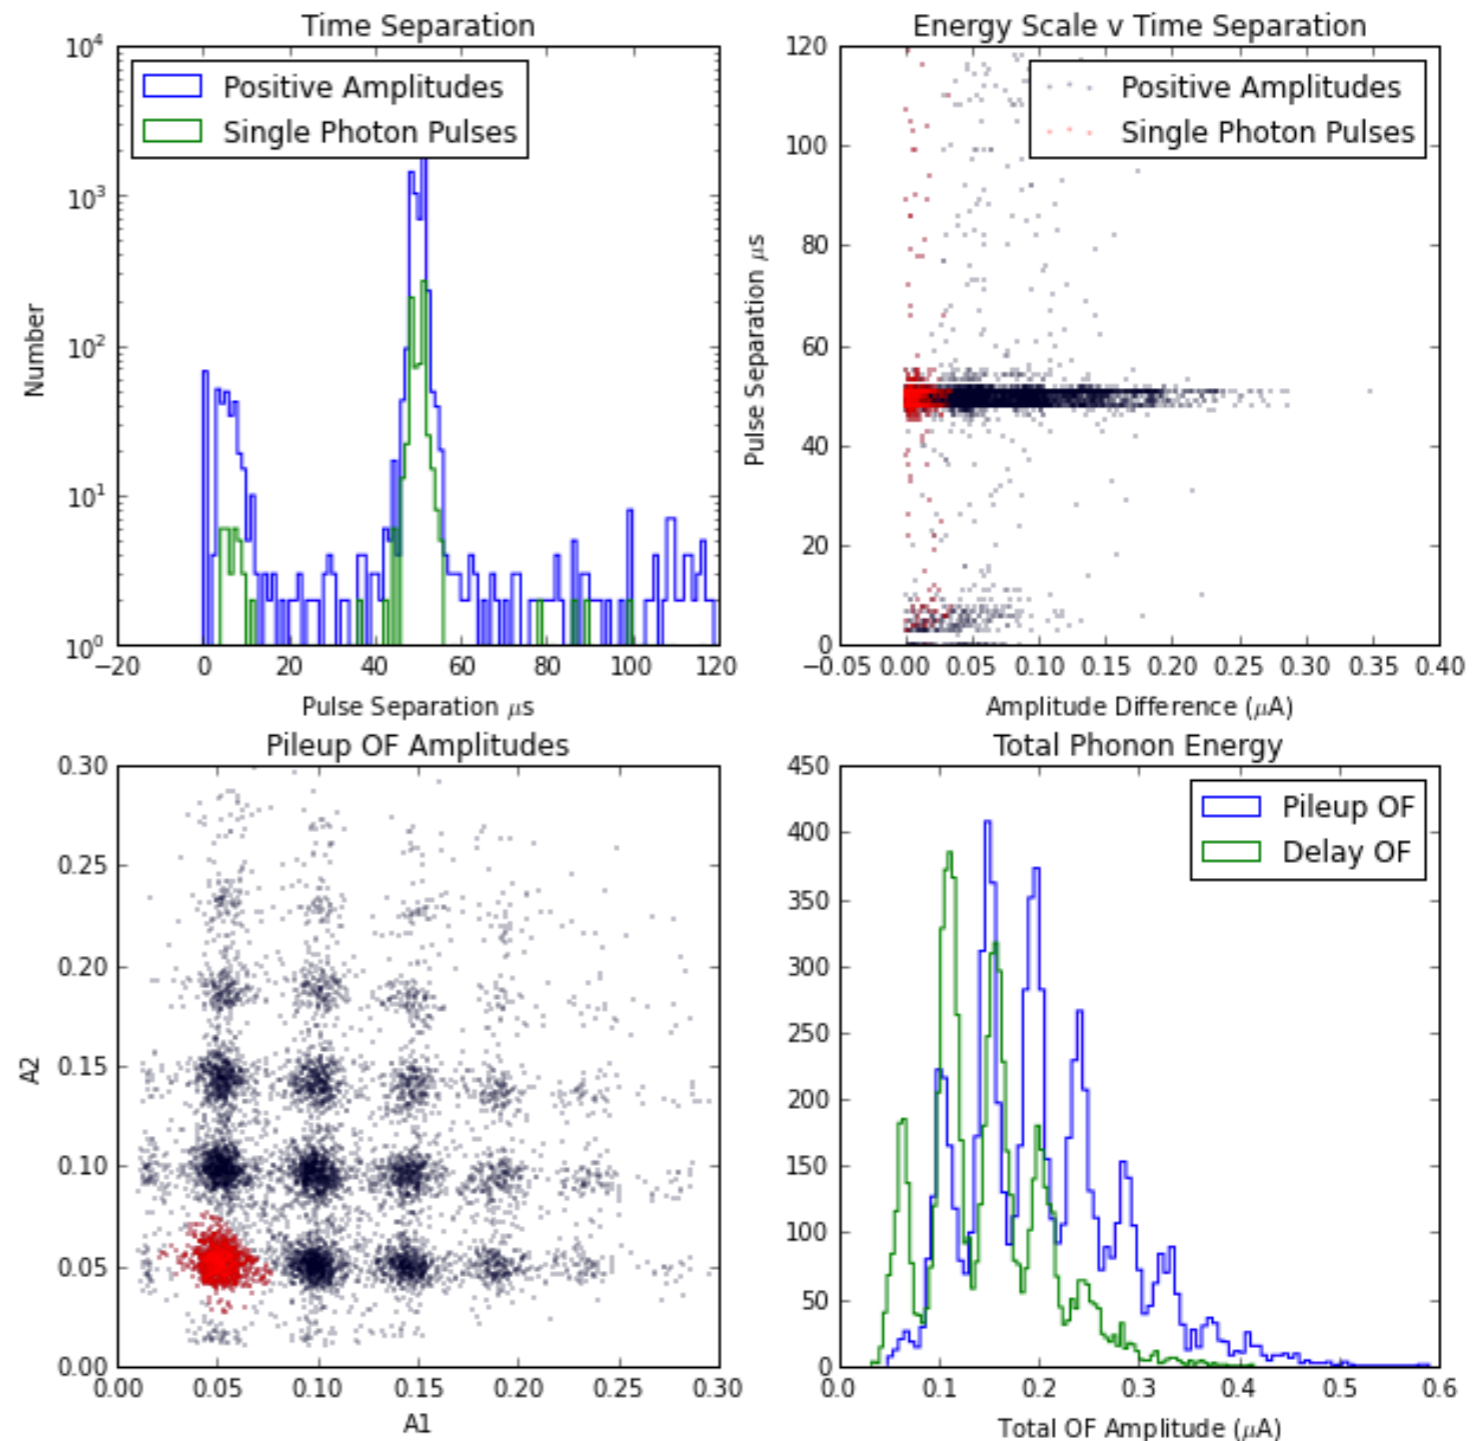 Time Separation
10^4
10^3
10^2
10^1
10^0
Number
Positive Amplitudes
Single Photon Pulses
−20 0 20 40 60 80 100 120
Pulse Separation μs
Energy Scale v Time Separation
120
100
80
60
40
20
0
Pulse Separation μs
Positive Amplitudes
Single Photon Pulses
−0.05 0.00 0.05 0.10 0.15 0.20 0.25 0.30 0.35 0.40
Amplitude Difference (μA)
Pileup OF Amplitudes
0.30
0.25
0.20
0.15
0.10
0.05
0.00
A2
0.00 0.05 0.10 0.15 0.20 0.25 0.30
A1
Total Phonon Energy
450
400
350
300
250
200
150
100
50
0
Pileup OF
Delay OF
0.0 0.1 0.2 0.3 0.4 0.5 0.6
Total OF Amplitude (μA)